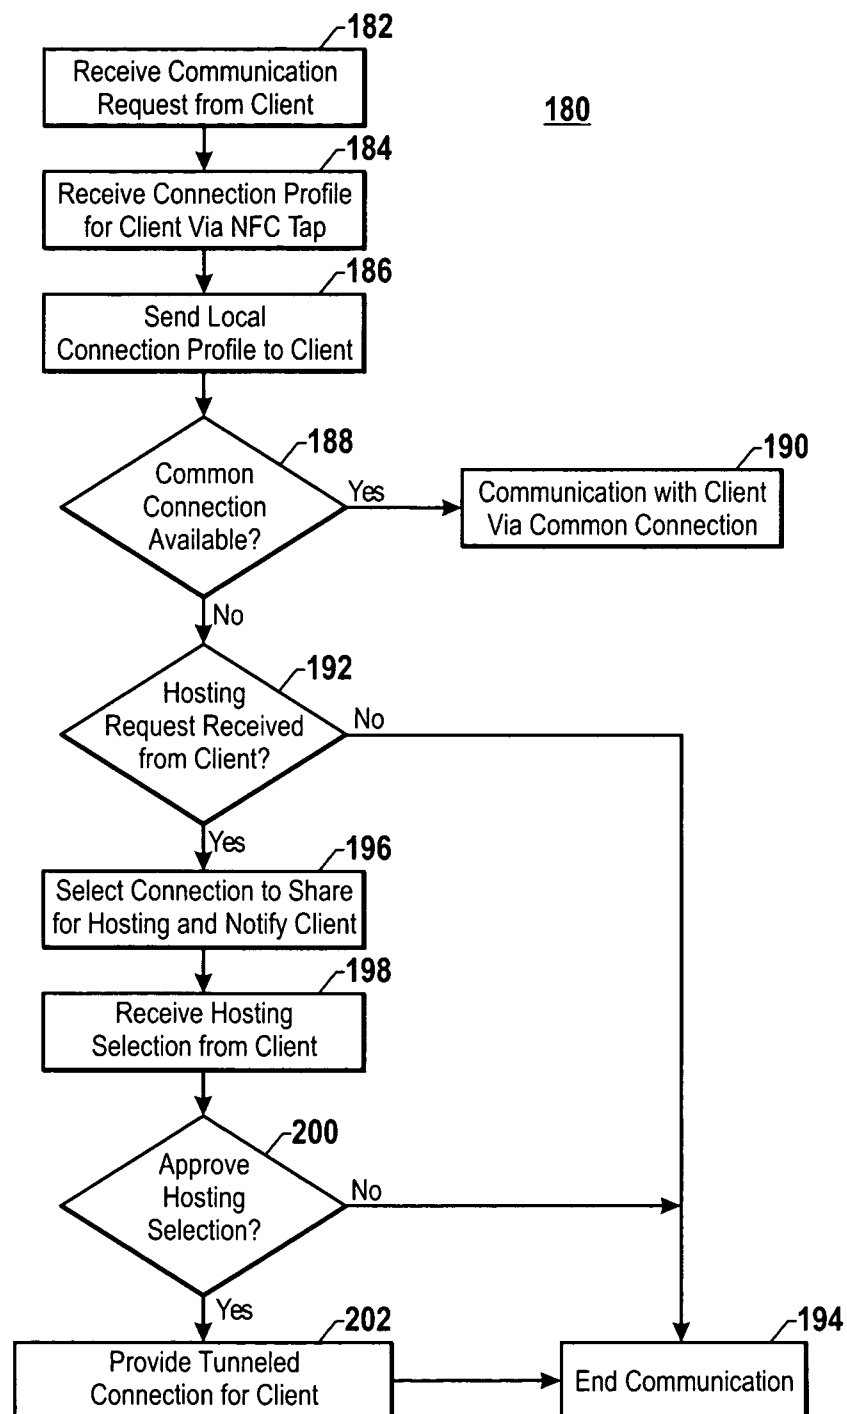 182
Receive Communication
Request from Client
180
184
Receive Connection Profile
for Client Via NFC Tap
186
Send Local
Connection Profile to Client
188
Common
Connection
Available?
Yes
190
Communication with Client
Via Common Connection
No
192
Hosting
Request Received
from Client?
No
Yes
196
Select Connection to Share
for Hosting and Notify Client
198
Receive Hosting
Selection from Client
200
Approve
Hosting
Selection?
No
Yes
202
Provide Tunneled
Connection for Client
194
End Communication